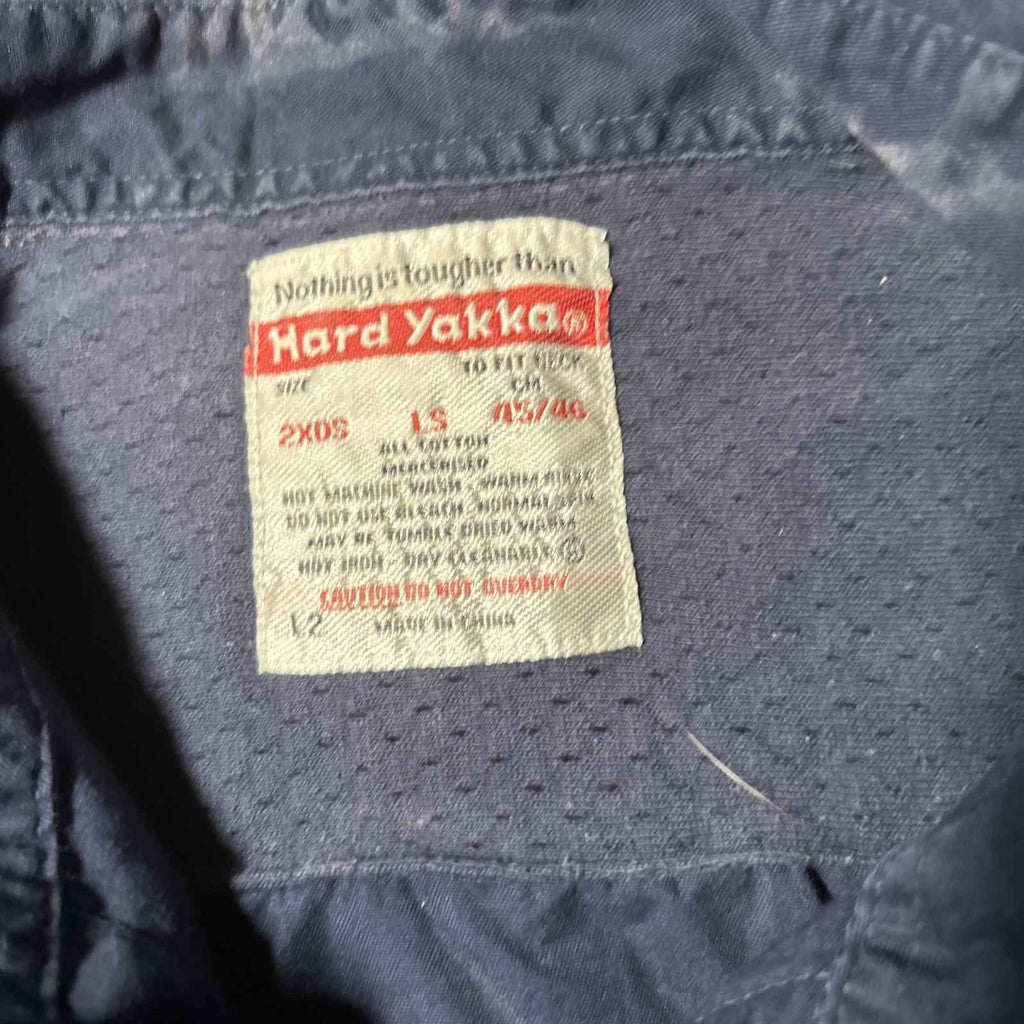 Nothing is tougher than
Hard Yakka®
TO FIT NECK
SIZE CM
2XOS LS 45/46
ALL COTTON
MERCERISED
HOT MACHINE WASH - WARM RINSE
DO NOT USE BLEACH - NORMAL SPIN
MAY BE TUMBLE DRIED WARM
HOT IRON - DRY CLEANABLE Ⓟ
CAUTION DO NOT OVERDRY
L2 MADE IN CHINA